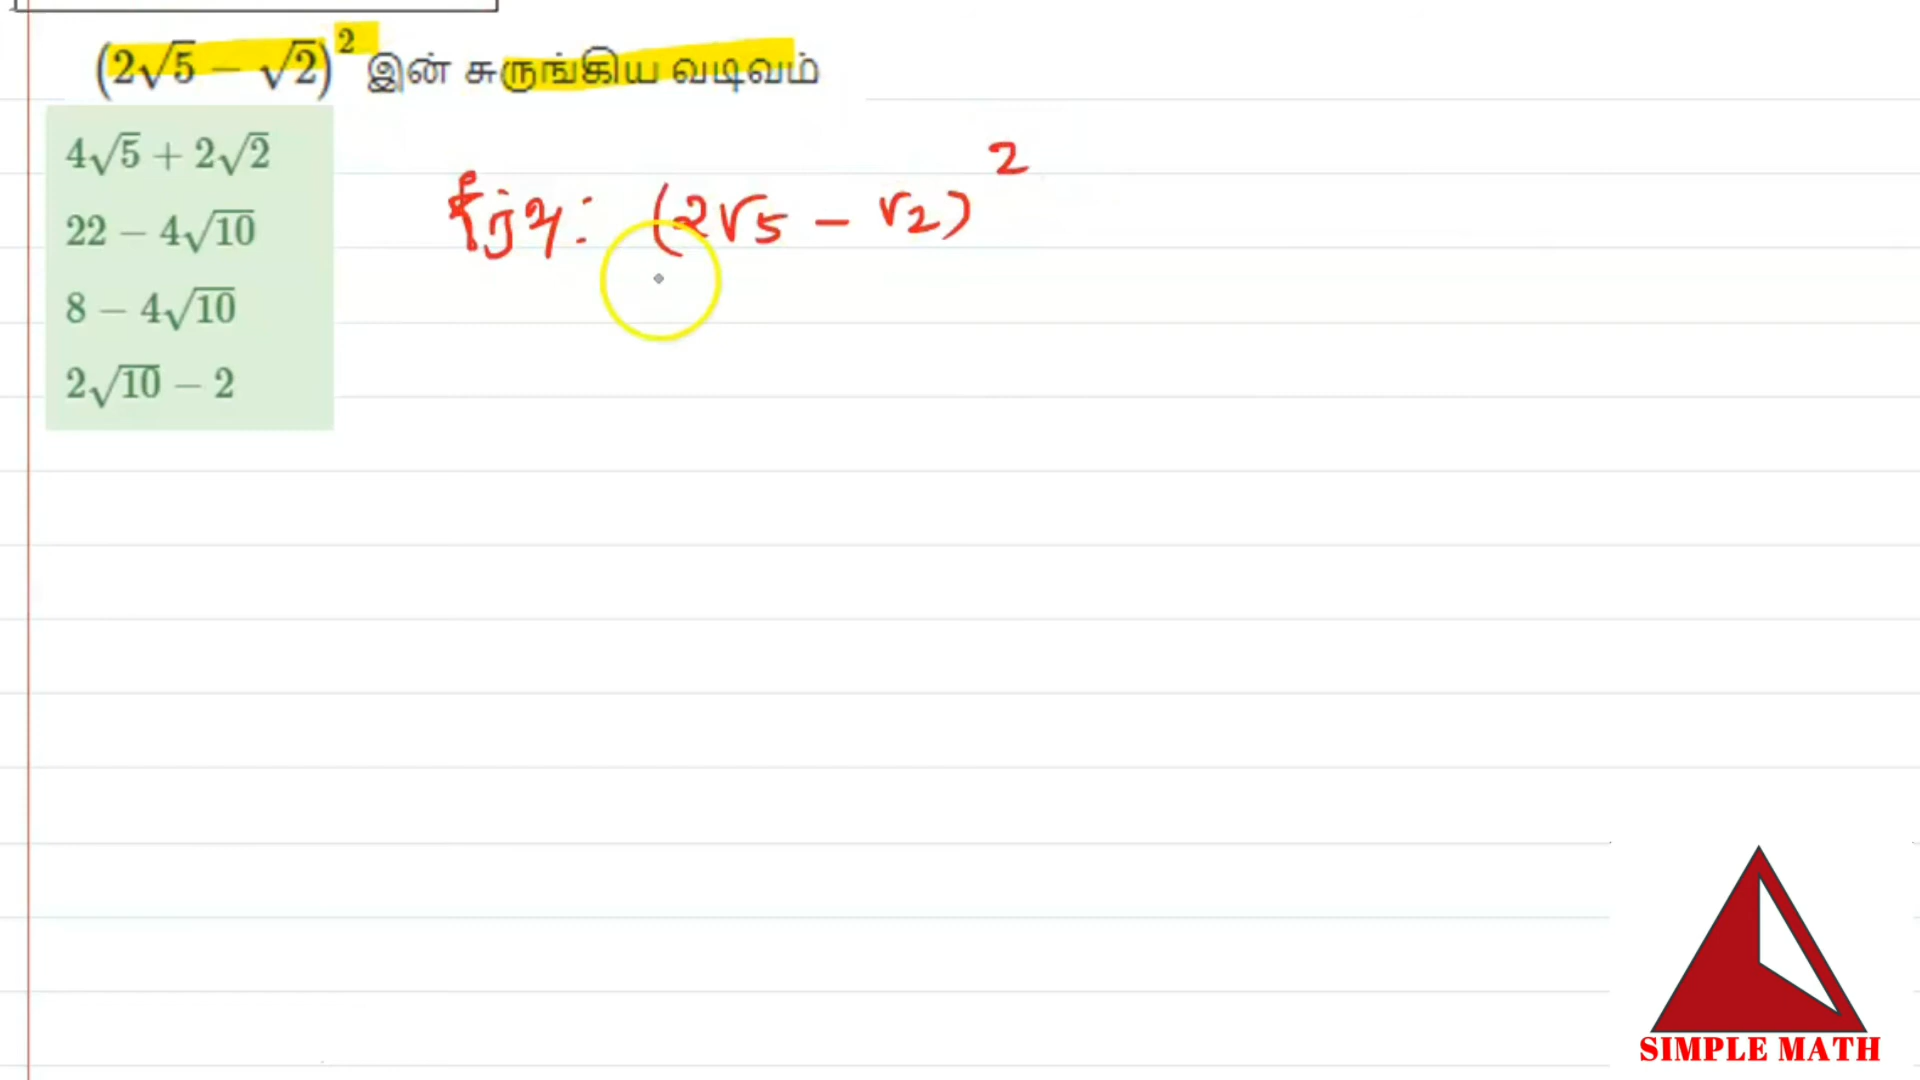 (2√5 − √2)² இன் சுருங்கிய வடிவம்
4√5 + 2√2
22 − 4√10
8 − 4√10
2√10 − 2
தீர்வு: (2√5 − √2)²
SIMPLE MATH